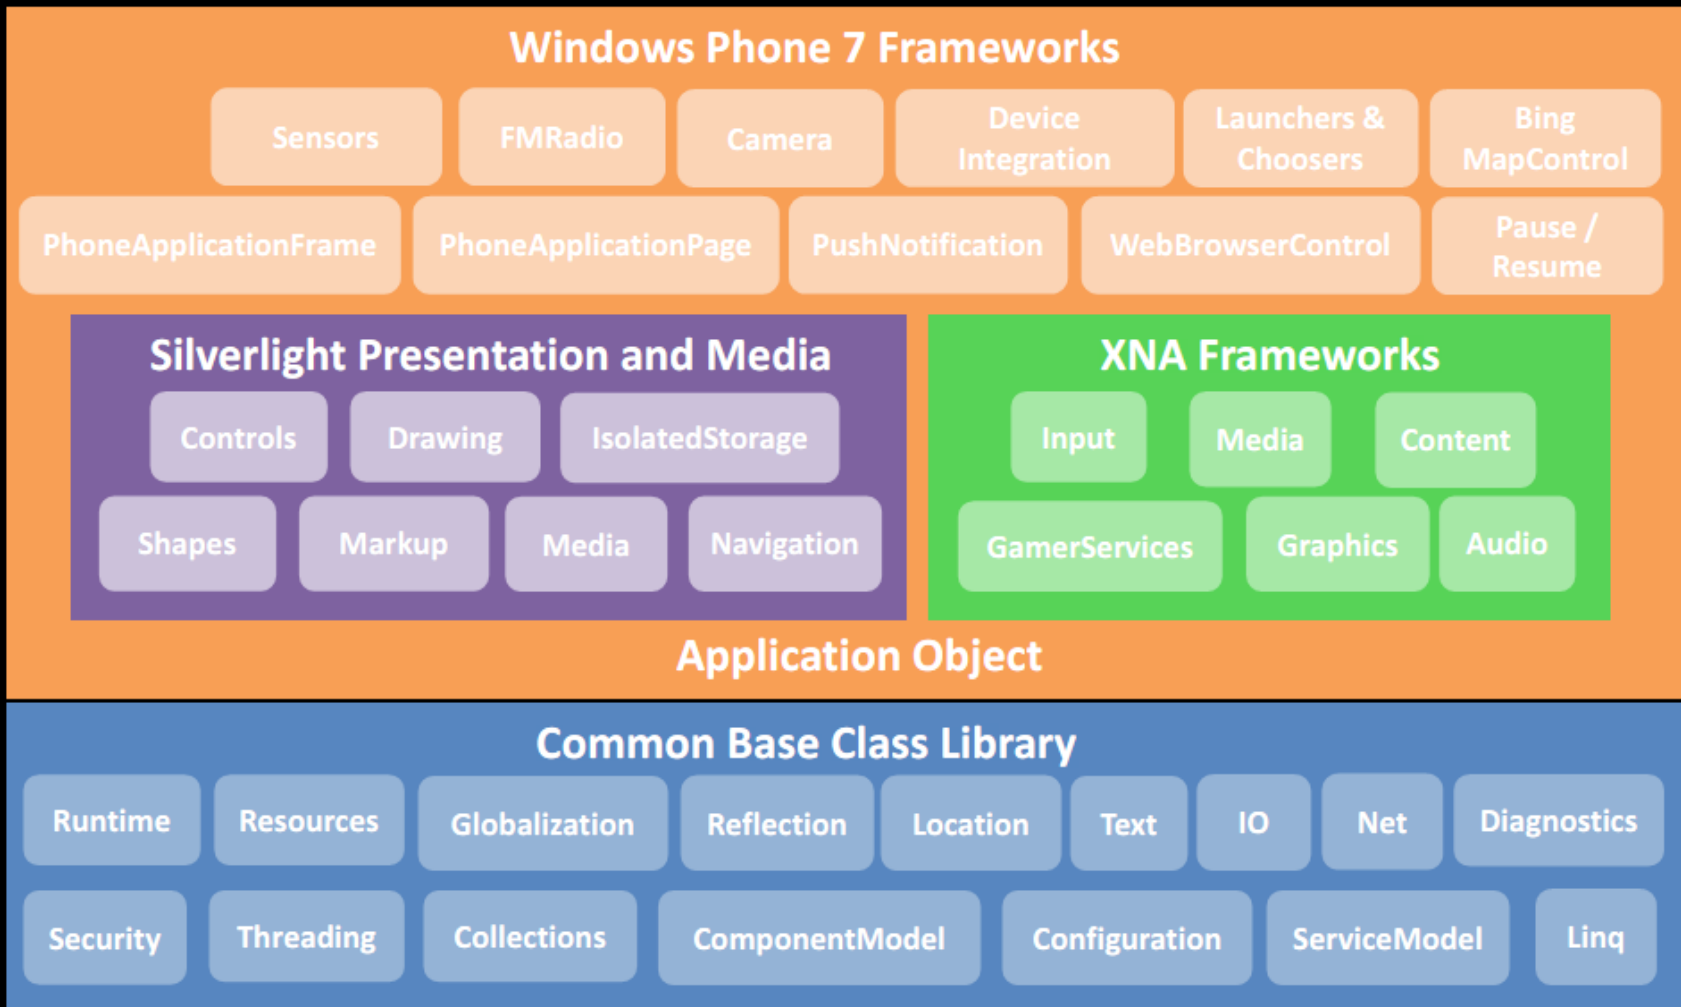 Windows Phone 7 Frameworks
Sensors
FMRadio
Camera
Device
Integration
Launchers &
Choosers
Bing
MapControl
PhoneApplicationFrame
PhoneApplicationPage
PushNotification
WebBrowserControl
Pause /
Resume
Silverlight Presentation and Media
Controls
Drawing
IsolatedStorage
Shapes
Markup
Media
Navigation
XNA Frameworks
Input
Media
Content
GamerServices
Graphics
Audio
Application Object
Common Base Class Library
Runtime
Resources
Globalization
Reflection
Location
Text
IO
Net
Diagnostics
Security
Threading
Collections
ComponentModel
Configuration
ServiceModel
Linq